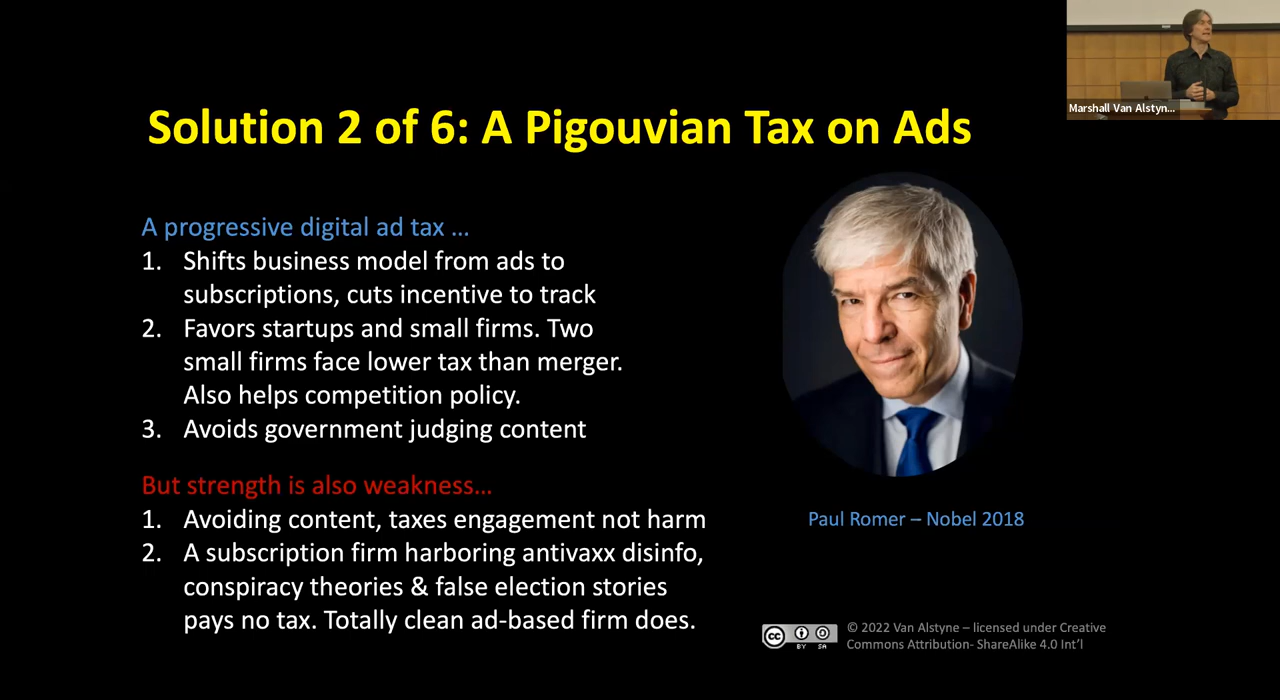 Marshall Van Alstyn...
Solution 2 of 6: A Pigouvian Tax on Ads
A progressive digital ad tax ...
1. Shifts business model from ads to
subscriptions, cuts incentive to track
2. Favors startups and small firms. Two
small firms face lower tax than merger.
Also helps competition policy.
3. Avoids government judging content
But strength is also weakness...
1. Avoiding content, taxes engagement not harm
2. A subscription firm harboring antivaxx disinfo,
conspiracy theories & false election stories
pays no tax. Totally clean ad-based firm does.
Paul Romer – Nobel 2018
cc BY SA
© 2022 Van Alstyne – licensed under Creative
Commons Attribution- ShareAlike 4.0 Int'l